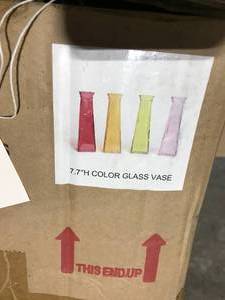 7.7"H COLOR GLASS VASE
THIS END UP